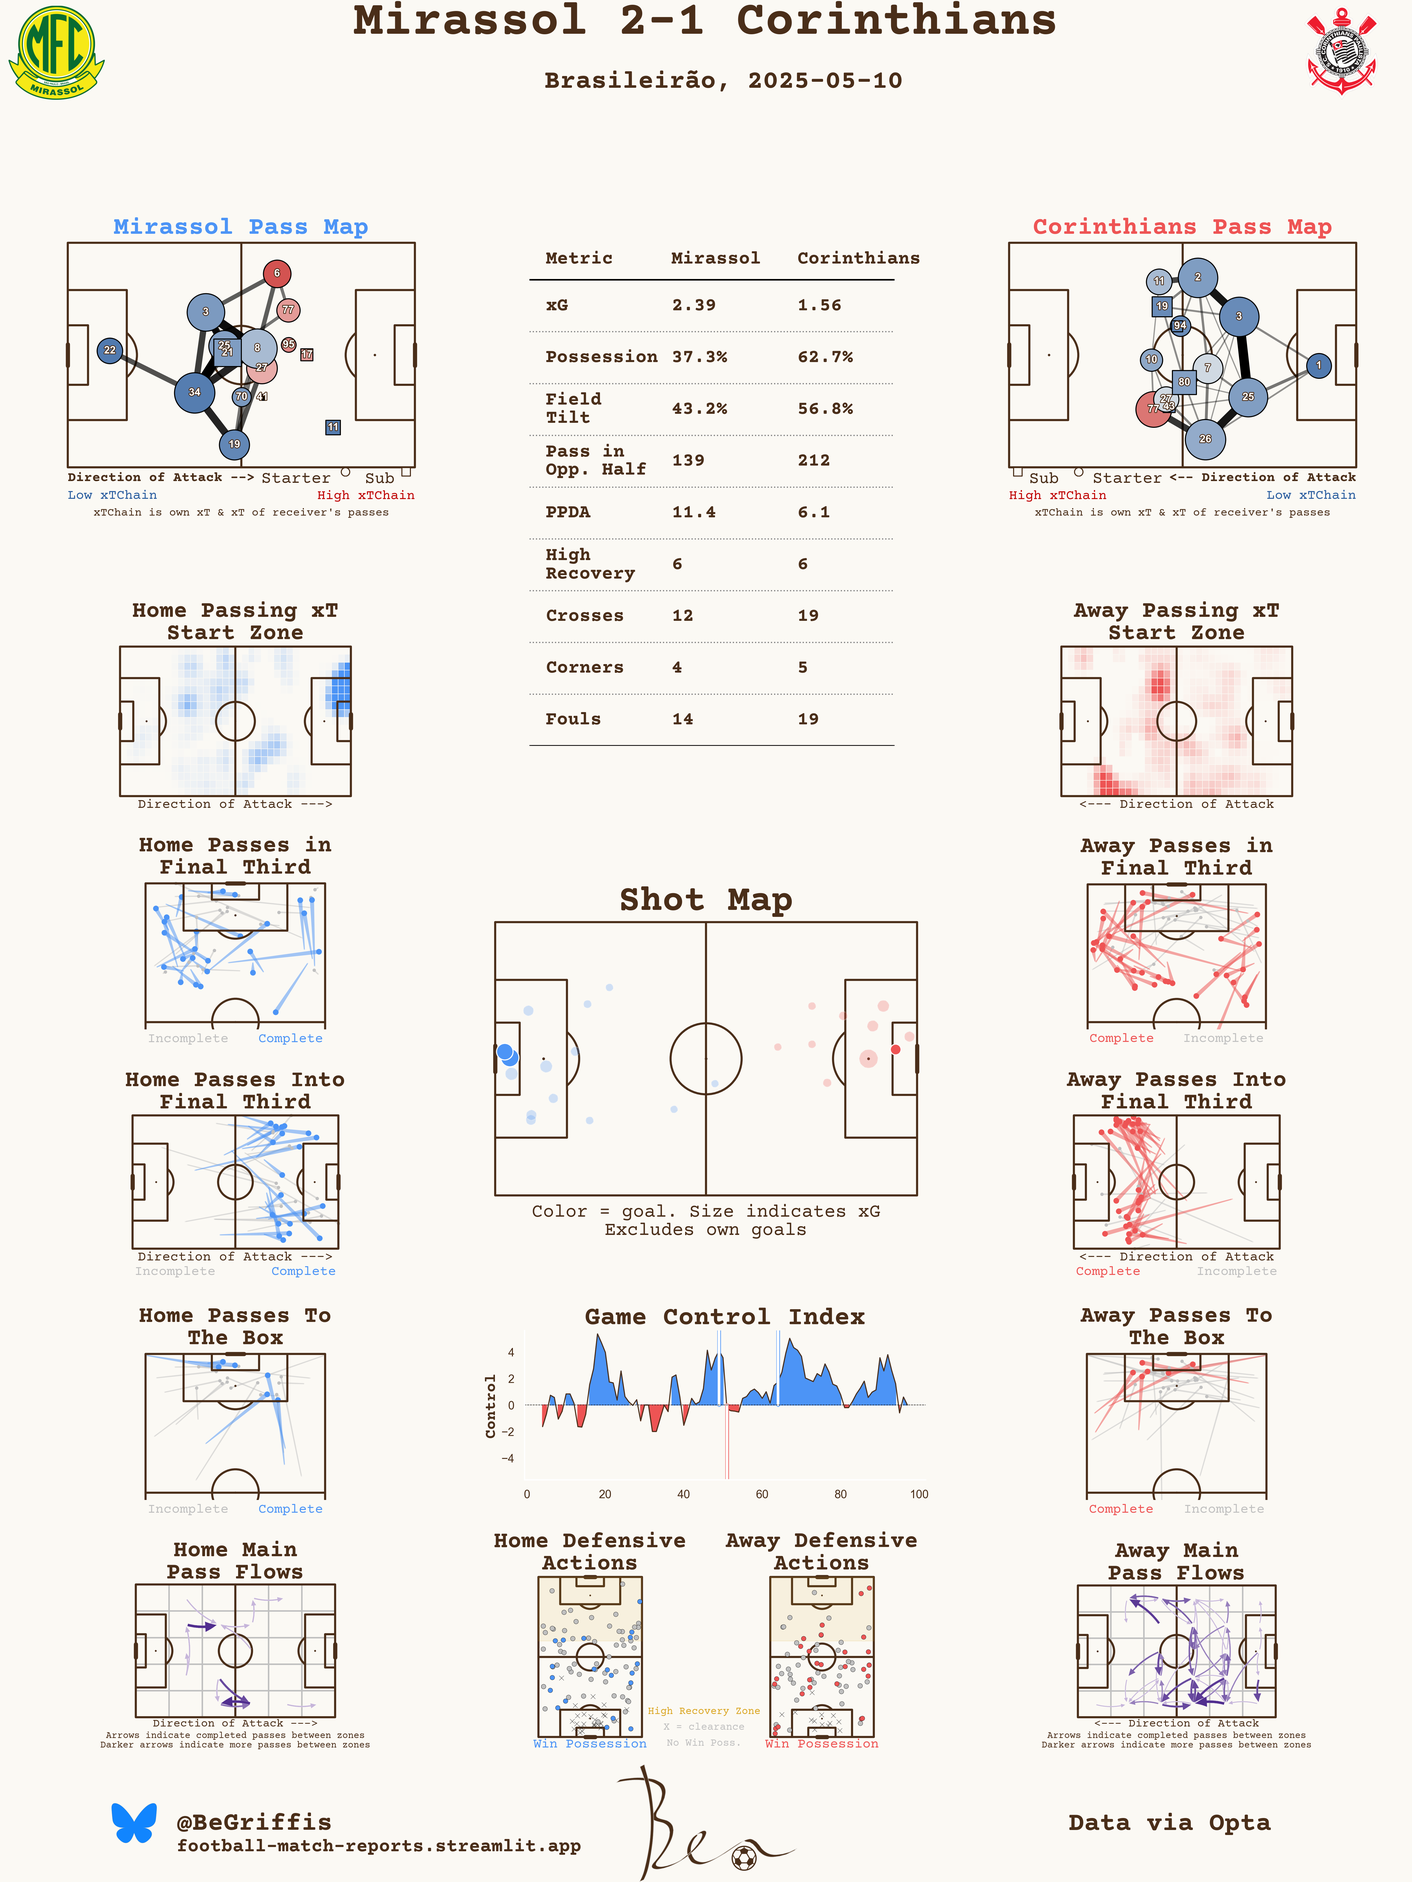 Mirassol 2-1 Corinthians
Brasileirão, 2025-05-10
MFC
MIRASSOL
Mirassol Pass Map
6
3
77
25
21
8
95
17
22
27
34
70
41
11
19
Direction of Attack --> Starter Sub
Low xTChain High xTChain
xTChain is own xT & xT of receiver's passes
Metric Mirassol Corinthians
xG 2.39 1.56
Possession 37.3% 62.7%
Field
Tilt 43.2% 56.8%
Pass in
Opp. Half 139 212
PPDA 11.4 6.1
High
Recovery 6 6
Crosses 12 19
Corners 4 5
Fouls 14 19
Corinthians Pass Map
11
2
19
3
94
10
7
1
80
27
77
43
25
26
Sub Starter <-- Direction of Attack
High xTChain Low xTChain
xTChain is own xT & xT of receiver's passes
Home Passing xT
Start Zone
Direction of Attack --->
Away Passing xT
Start Zone
<--- Direction of Attack
Home Passes in
Final Third
Incomplete Complete
Away Passes in
Final Third
Complete Incomplete
Shot Map
Color = goal. Size indicates xG
Excludes own goals
Home Passes Into
Final Third
Direction of Attack --->
Incomplete Complete
Away Passes Into
Final Third
<--- Direction of Attack
Complete Incomplete
Home Passes To
The Box
Incomplete Complete
Game Control Index
Control
4
2
0
−2
−4
0 20 40 60 80 100
Away Passes To
The Box
Complete Incomplete
Home Main
Pass Flows
Direction of Attack --->
Arrows indicate completed passes between zones
Darker arrows indicate more passes between zones
Home Defensive
Actions
Win Possession
Away Defensive
Actions
Win Possession
High Recovery Zone
X = clearance
No Win Poss.
Away Main
Pass Flows
<--- Direction of Attack
Arrows indicate completed passes between zones
Darker arrows indicate more passes between zones
@BeGriffis
football-match-reports.streamlit.app
Ben
Data via Opta